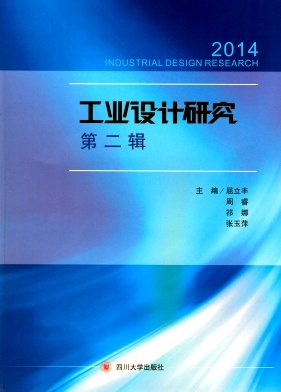 2014
INDUSTRIAL DESIGN RESEARCH
工业设计研究
第二辑
主 编/屈立丰
周 睿
祁 娜
张玉萍
四川大学出版社